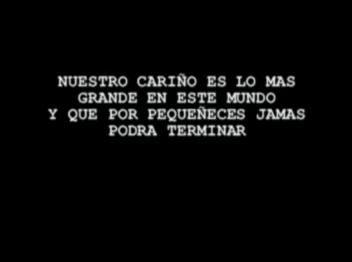 NUESTRO CARIÑO ES LO MAS
GRANDE EN ESTE MUNDO
Y QUE POR PEQUEÑECES JAMAS
PODRA TERMINAR